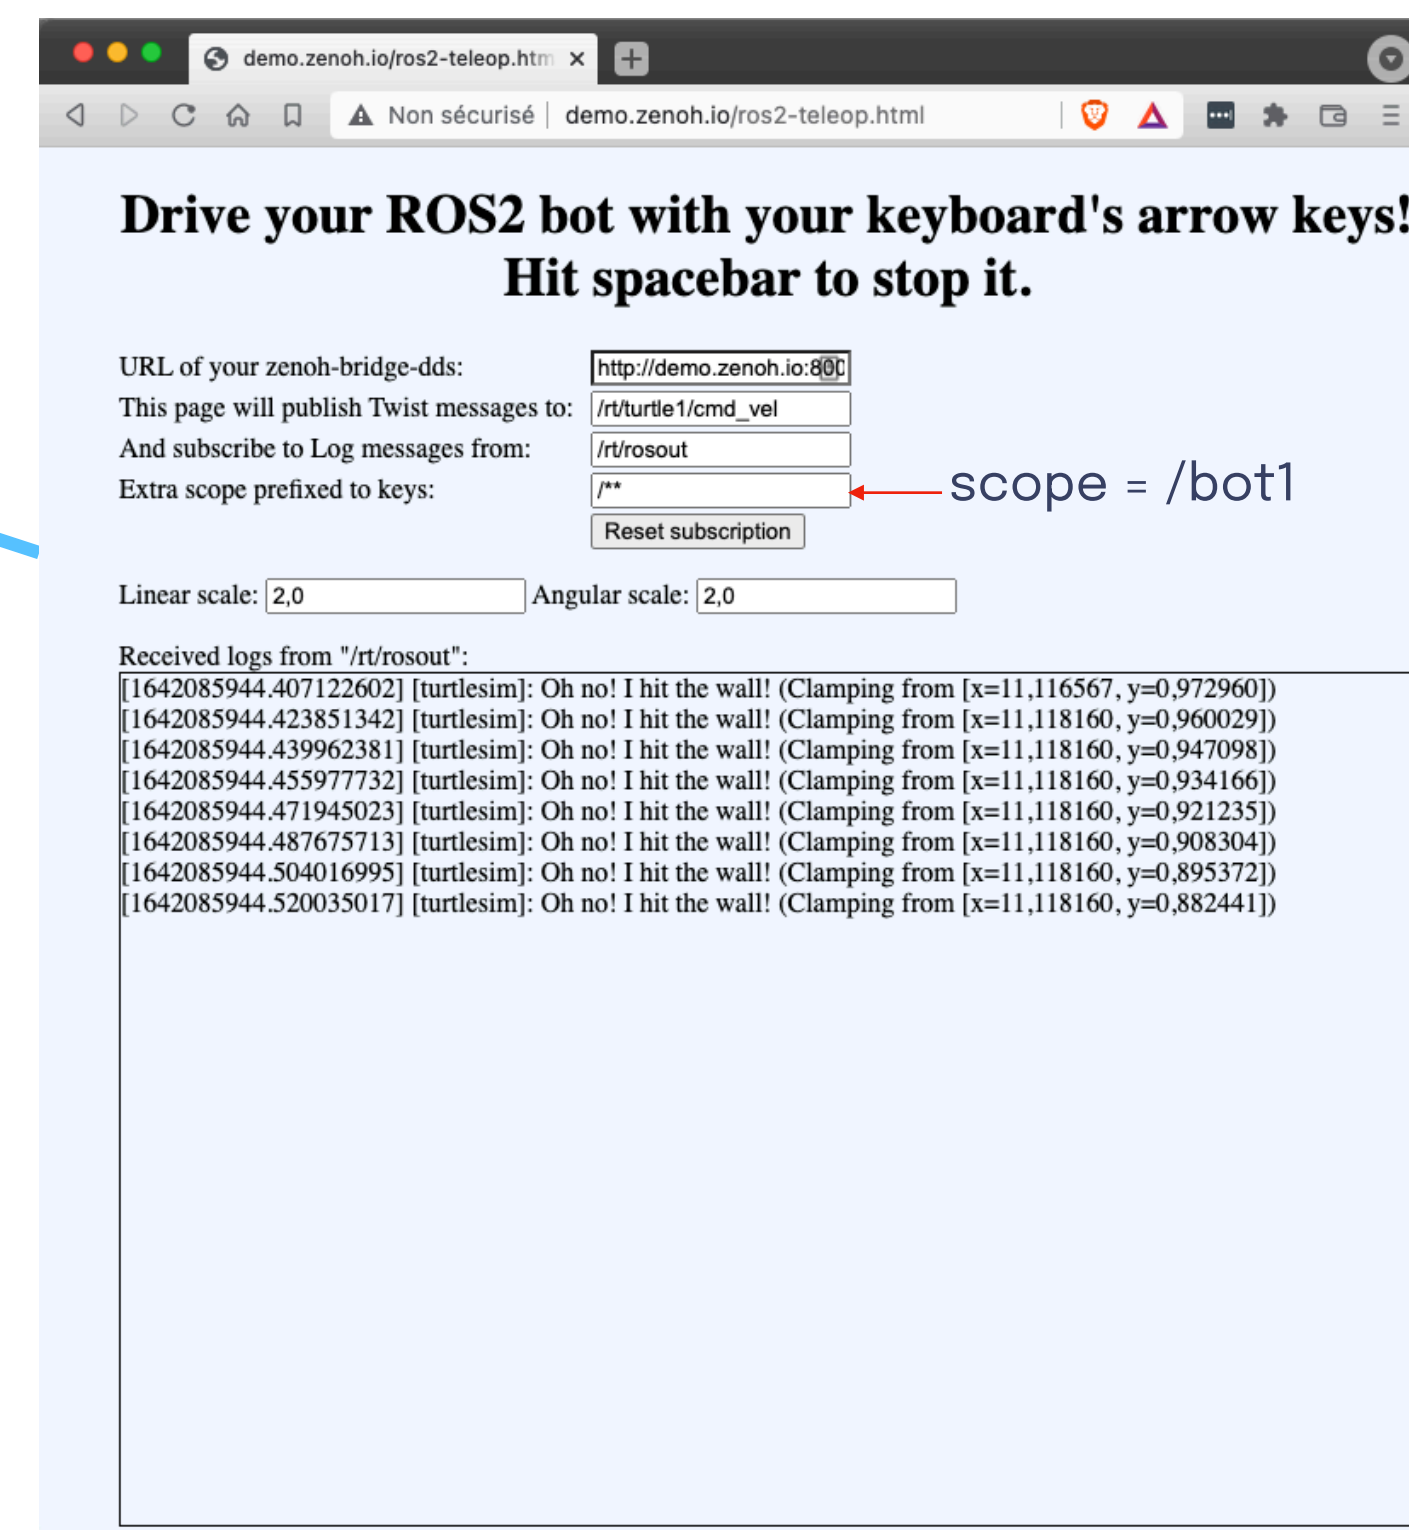 demo.zenoh.io/ros2-teleop.htm
Non sécurisé | demo.zenoh.io/ros2-teleop.html
Drive your ROS2 bot with your keyboard's arrow keys!
Hit spacebar to stop it.
URL of your zenoh-bridge-dds: http://demo.zenoh.io:800
This page will publish Twist messages to: /rt/turtle1/cmd_vel
And subscribe to Log messages from: /rt/rosout
Extra scope prefixed to keys: /** scope = /bot1
Reset subscription
Linear scale: 2,0 Angular scale: 2,0
Received logs from "/rt/rosout":
[1642085944.407122602] [turtlesim]: Oh no! I hit the wall! (Clamping from [x=11,116567, y=0,972960])
[1642085944.423851342] [turtlesim]: Oh no! I hit the wall! (Clamping from [x=11,118160, y=0,960029])
[1642085944.439962381] [turtlesim]: Oh no! I hit the wall! (Clamping from [x=11,118160, y=0,947098])
[1642085944.455977732] [turtlesim]: Oh no! I hit the wall! (Clamping from [x=11,118160, y=0,934166])
[1642085944.471945023] [turtlesim]: Oh no! I hit the wall! (Clamping from [x=11,118160, y=0,921235])
[1642085944.487675713] [turtlesim]: Oh no! I hit the wall! (Clamping from [x=11,118160, y=0,908304])
[1642085944.504016995] [turtlesim]: Oh no! I hit the wall! (Clamping from [x=11,118160, y=0,895372])
[1642085944.520035017] [turtlesim]: Oh no! I hit the wall! (Clamping from [x=11,118160, y=0,882441])